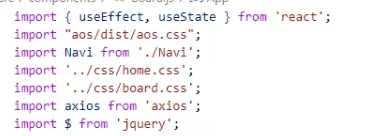 import { useEffect, useState } from 'react';
import "aos/dist/aos.css";
import Navi from './Navi';
import '../css/home.css';
import '../css/board.css';
import axios from 'axios';
import $ from 'jquery';